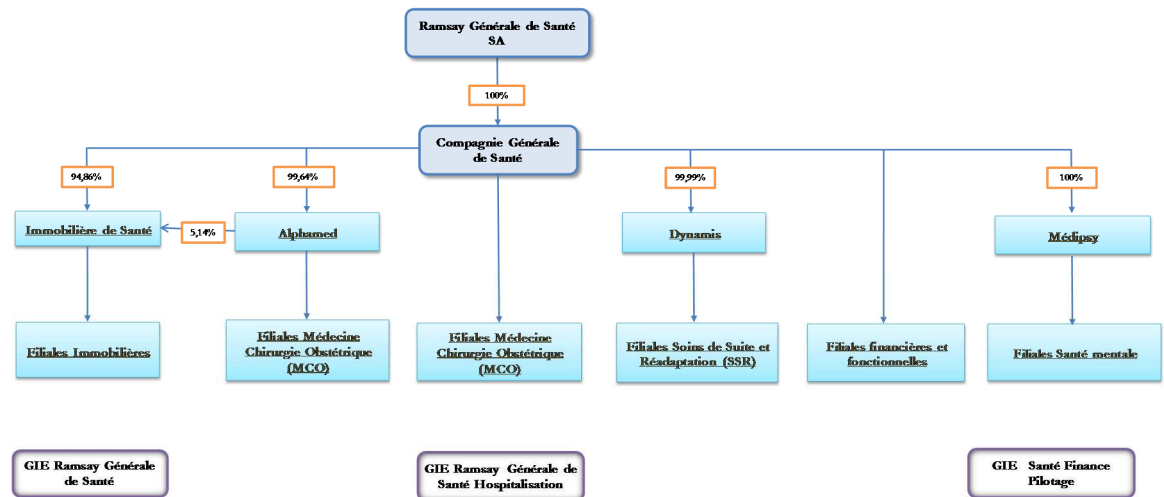 Ramsay Générale de Santé
SA
100%
Compagnie Générale
de Santé
94,86%
99,64%
99,99%
100%
Immobilière de Santé
5,14%
Alphamed
Dynamis
Médipsy
Filiales Immobilières
Filiales Médecine
Chirurgie Obstétrique
(MCO)
Filiales Médecine
Chirurgie Obstétrique
(MCO)
Filiales Soins de Suite et
Réadaptation (SSR)
Filiales financières et
fonctionnelles
Filiales Santé mentale
GIE Ramsay Générale
de Santé
GIE Ramsay Générale de
Santé Hospitalisation
GIE Santé Finance
Pilotage